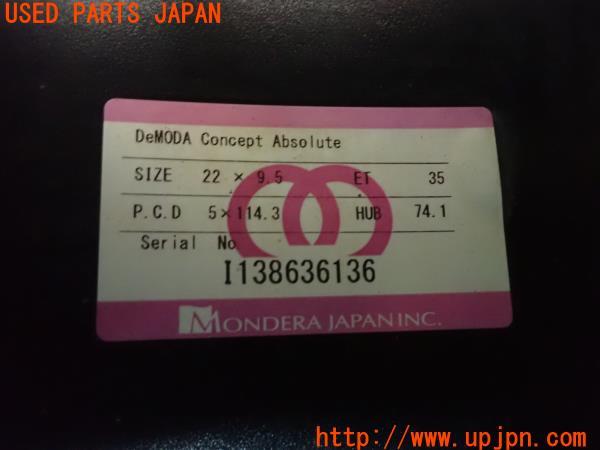 USED PARTS JAPAN
DeMODA Concept Absolute
SIZE 22 × 9.5 ET 35
P.C.D 5×114.3 HUB 74.1
Serial No
I138636136
MONDERA JAPAN INC.
http://
www.upjpn.com